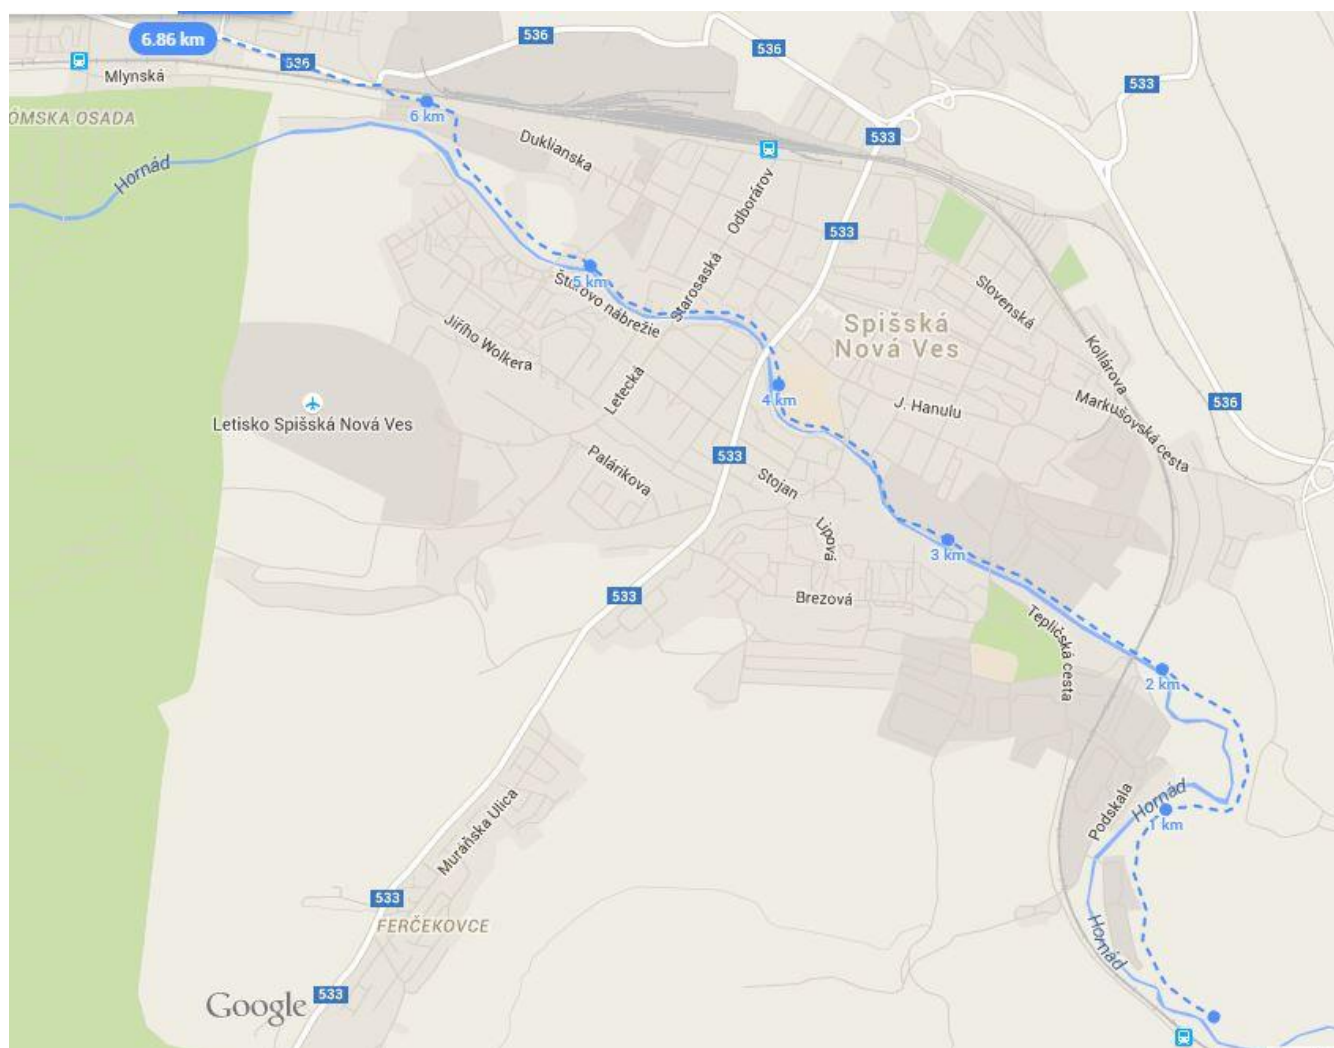 6.86 km
536
536
536
533
Mlynská
ÓMSKA OSADA
6 km
Duklianska
533
Hornád
Odborárov
533
Starosaská
5 km
Štúrovo nábrežie
Slovenská
Spišská
Nová Ves
Jiřího Wolkera
Kollárova
Letecká
4 km
J. Hanulu
Markušovská cesta
536
Letisko Spišská Nová Ves
533
Palárikova
Stojan
Lipová
3 km
533
Brezová
Tepličská cesta
2 km
Hornád
Podskala
1 km
Muráňska Ulica
533
FERČEKOVCE
Hornád
Google
533